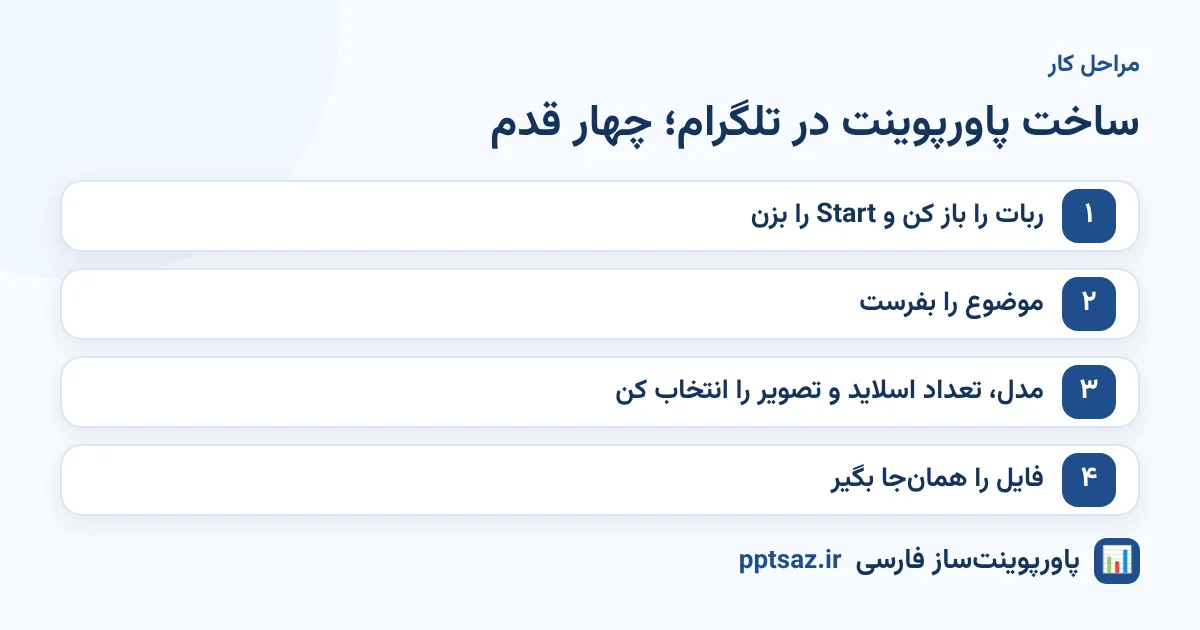 مراحل کار
ساخت پاورپوینت در تلگرام؛ چهار قدم
۱ ربات را باز کن و Start را بزن
۲ موضوع را بفرست
۳ مدل، تعداد اسلاید و تصویر را انتخاب کن
۴ فایل را همان‌جا بگیر
پاورپوینت‌ساز فارسی pptsaz.ir